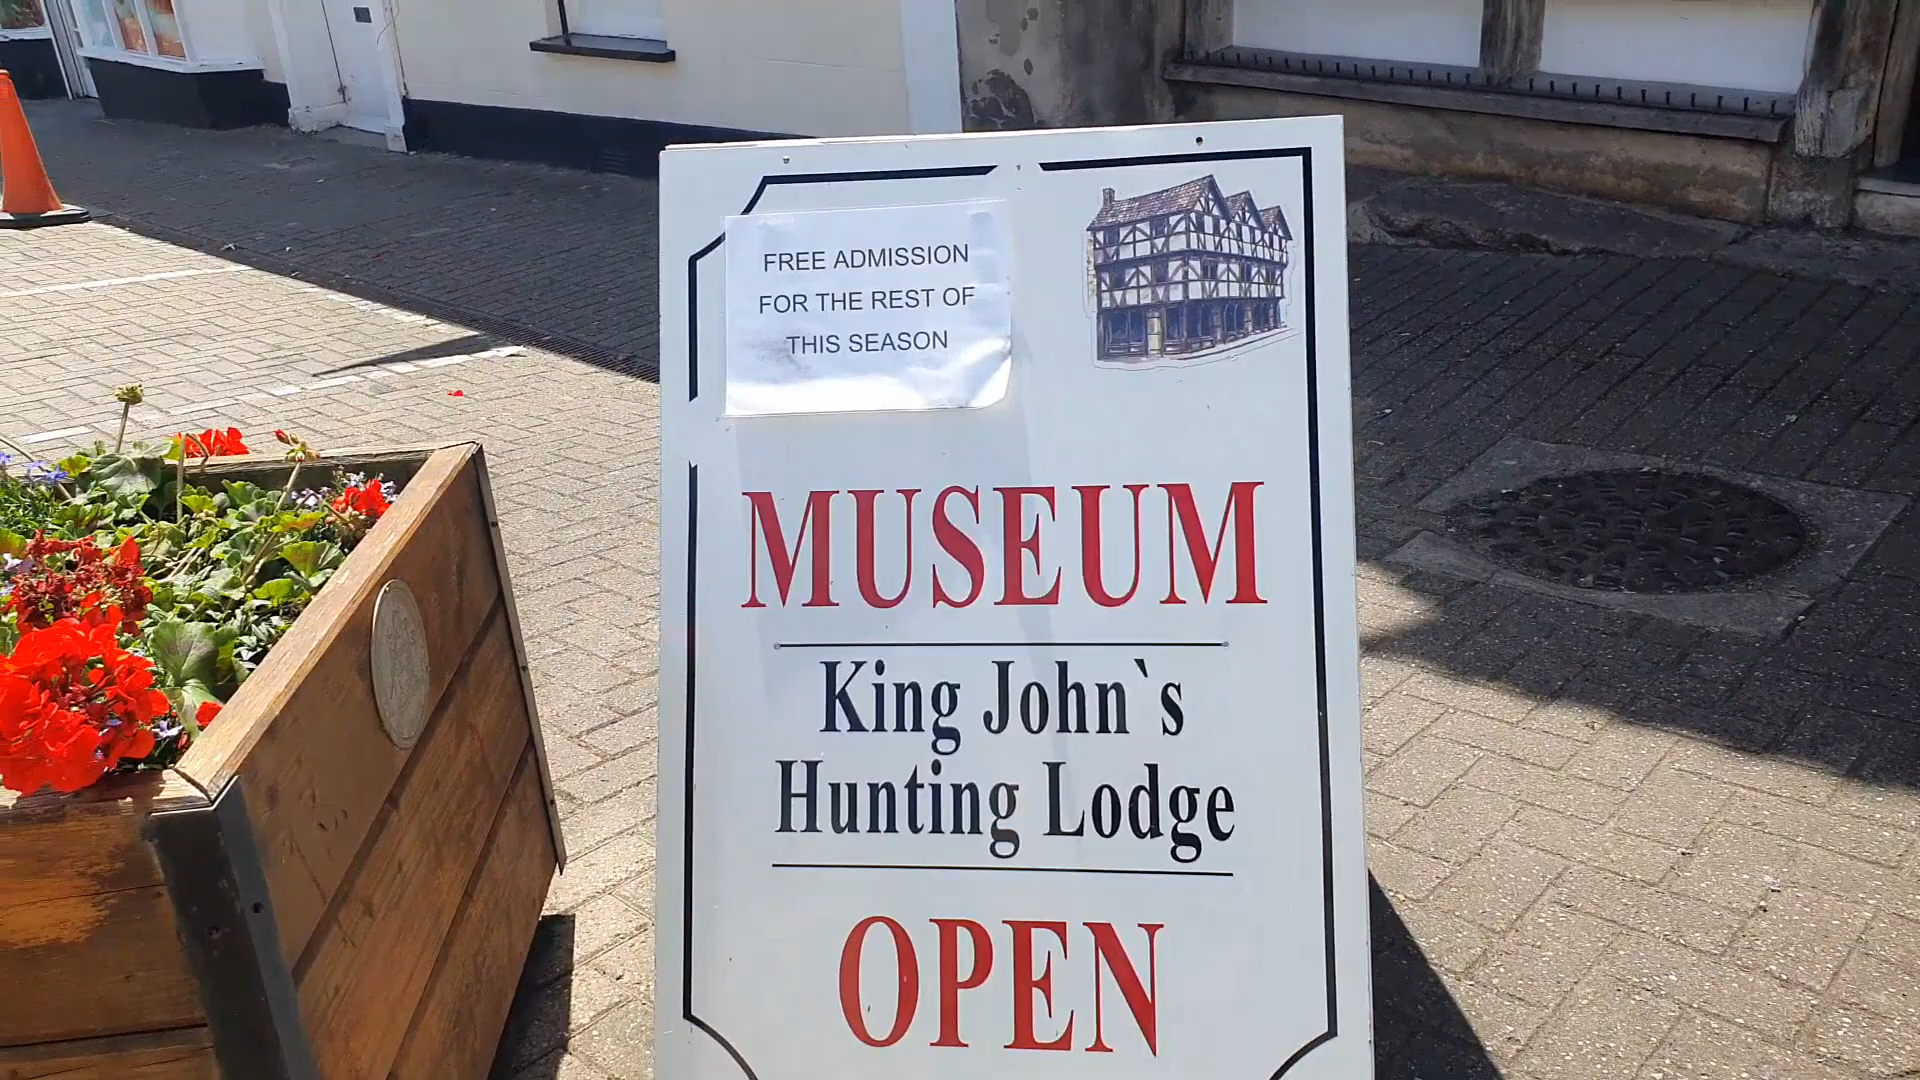 FREE ADMISSION
FOR THE REST OF
THIS SEASON
MUSEUM
King John`s
Hunting Lodge
OPEN